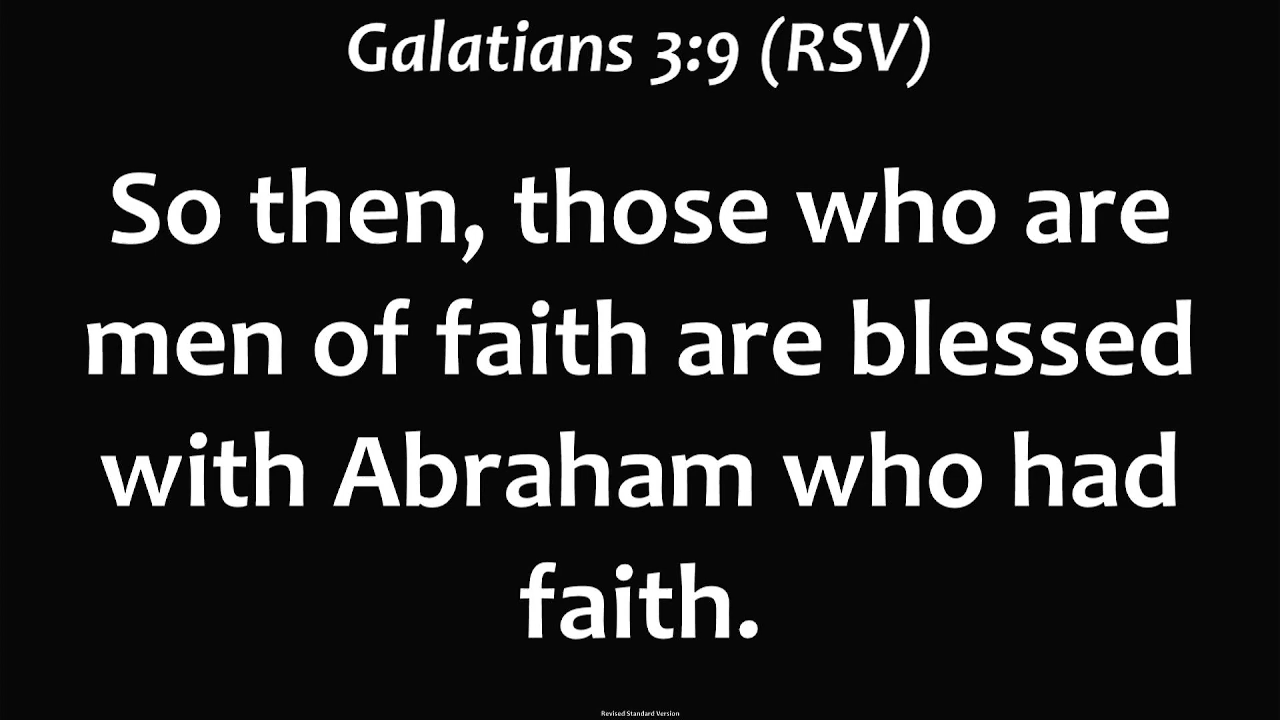 Galatians 3:9 (RSV)
So then, those who are
men of faith are blessed
with Abraham who had
faith.
Revised Standard Version